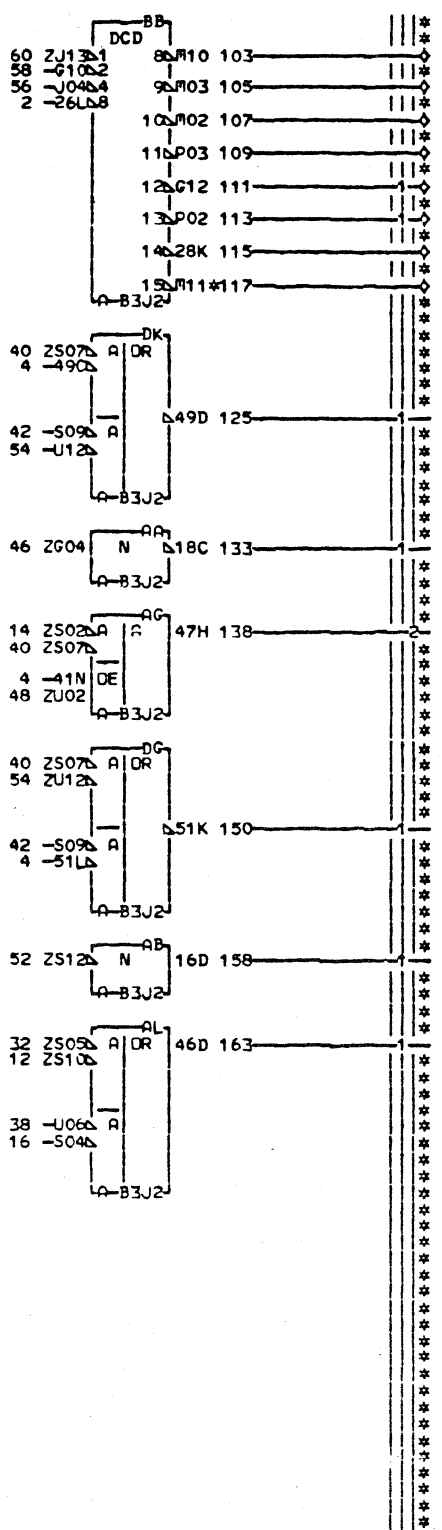 BB
DCD
60 ZJ13 1 8 M10 103
58 -G10 2
56 -J04 4 9 M03 105
2 -26L 8
10 M02 107
11 P03 109
12 G12 111 1
13 P02 113 1
14 28K 115
15 M11*117
A-B3J2
DK
40 ZS07 A OR
4 -49C
49D 125 1
42 -S09 A
54 -U12
A-B3J2
AA
46 ZG04 N 18C 133 1
A-B3J2
AG
14 ZS02 A A 47H 138 2
40 ZS07
4 -41N OE
48 ZU02
A-B3J2
DG
40 ZS07 A OR
54 ZU12
51K 150 1
42 -S09 A
4 -51L
A-B3J2
AB
52 ZS12 N 16D 158 1
A-B3J2
AL
32 ZS05 A OR 46D 163 1
12 ZS10
38 -U06 A
16 -S04
A-B3J2